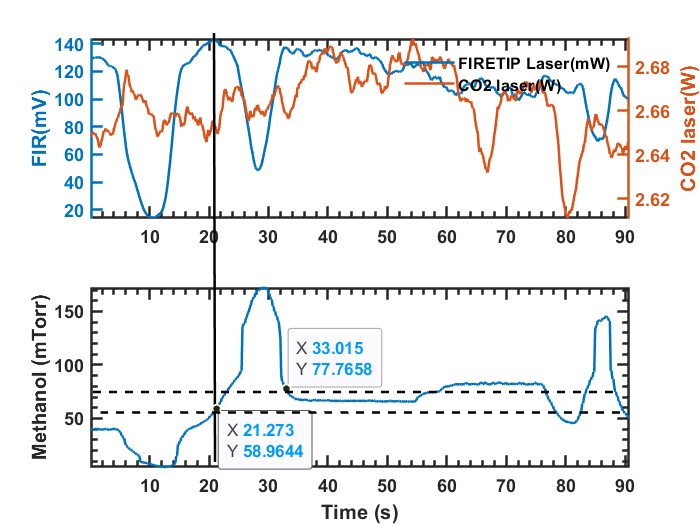 140
120
100
80
60
40
20
FIR(mV)
FIRETIP Laser(mW)
CO2 laser(W)
2.68
2.66
2.64
2.62
CO2 laser(W)
10 20 30 40 50 60 70 80 90
150
100
50
Methanol (mTorr)
X 33.015
Y 77.7658
X 21.273
Y 58.9644
10 20 30 40 50 60 70 80 90
Time (s)